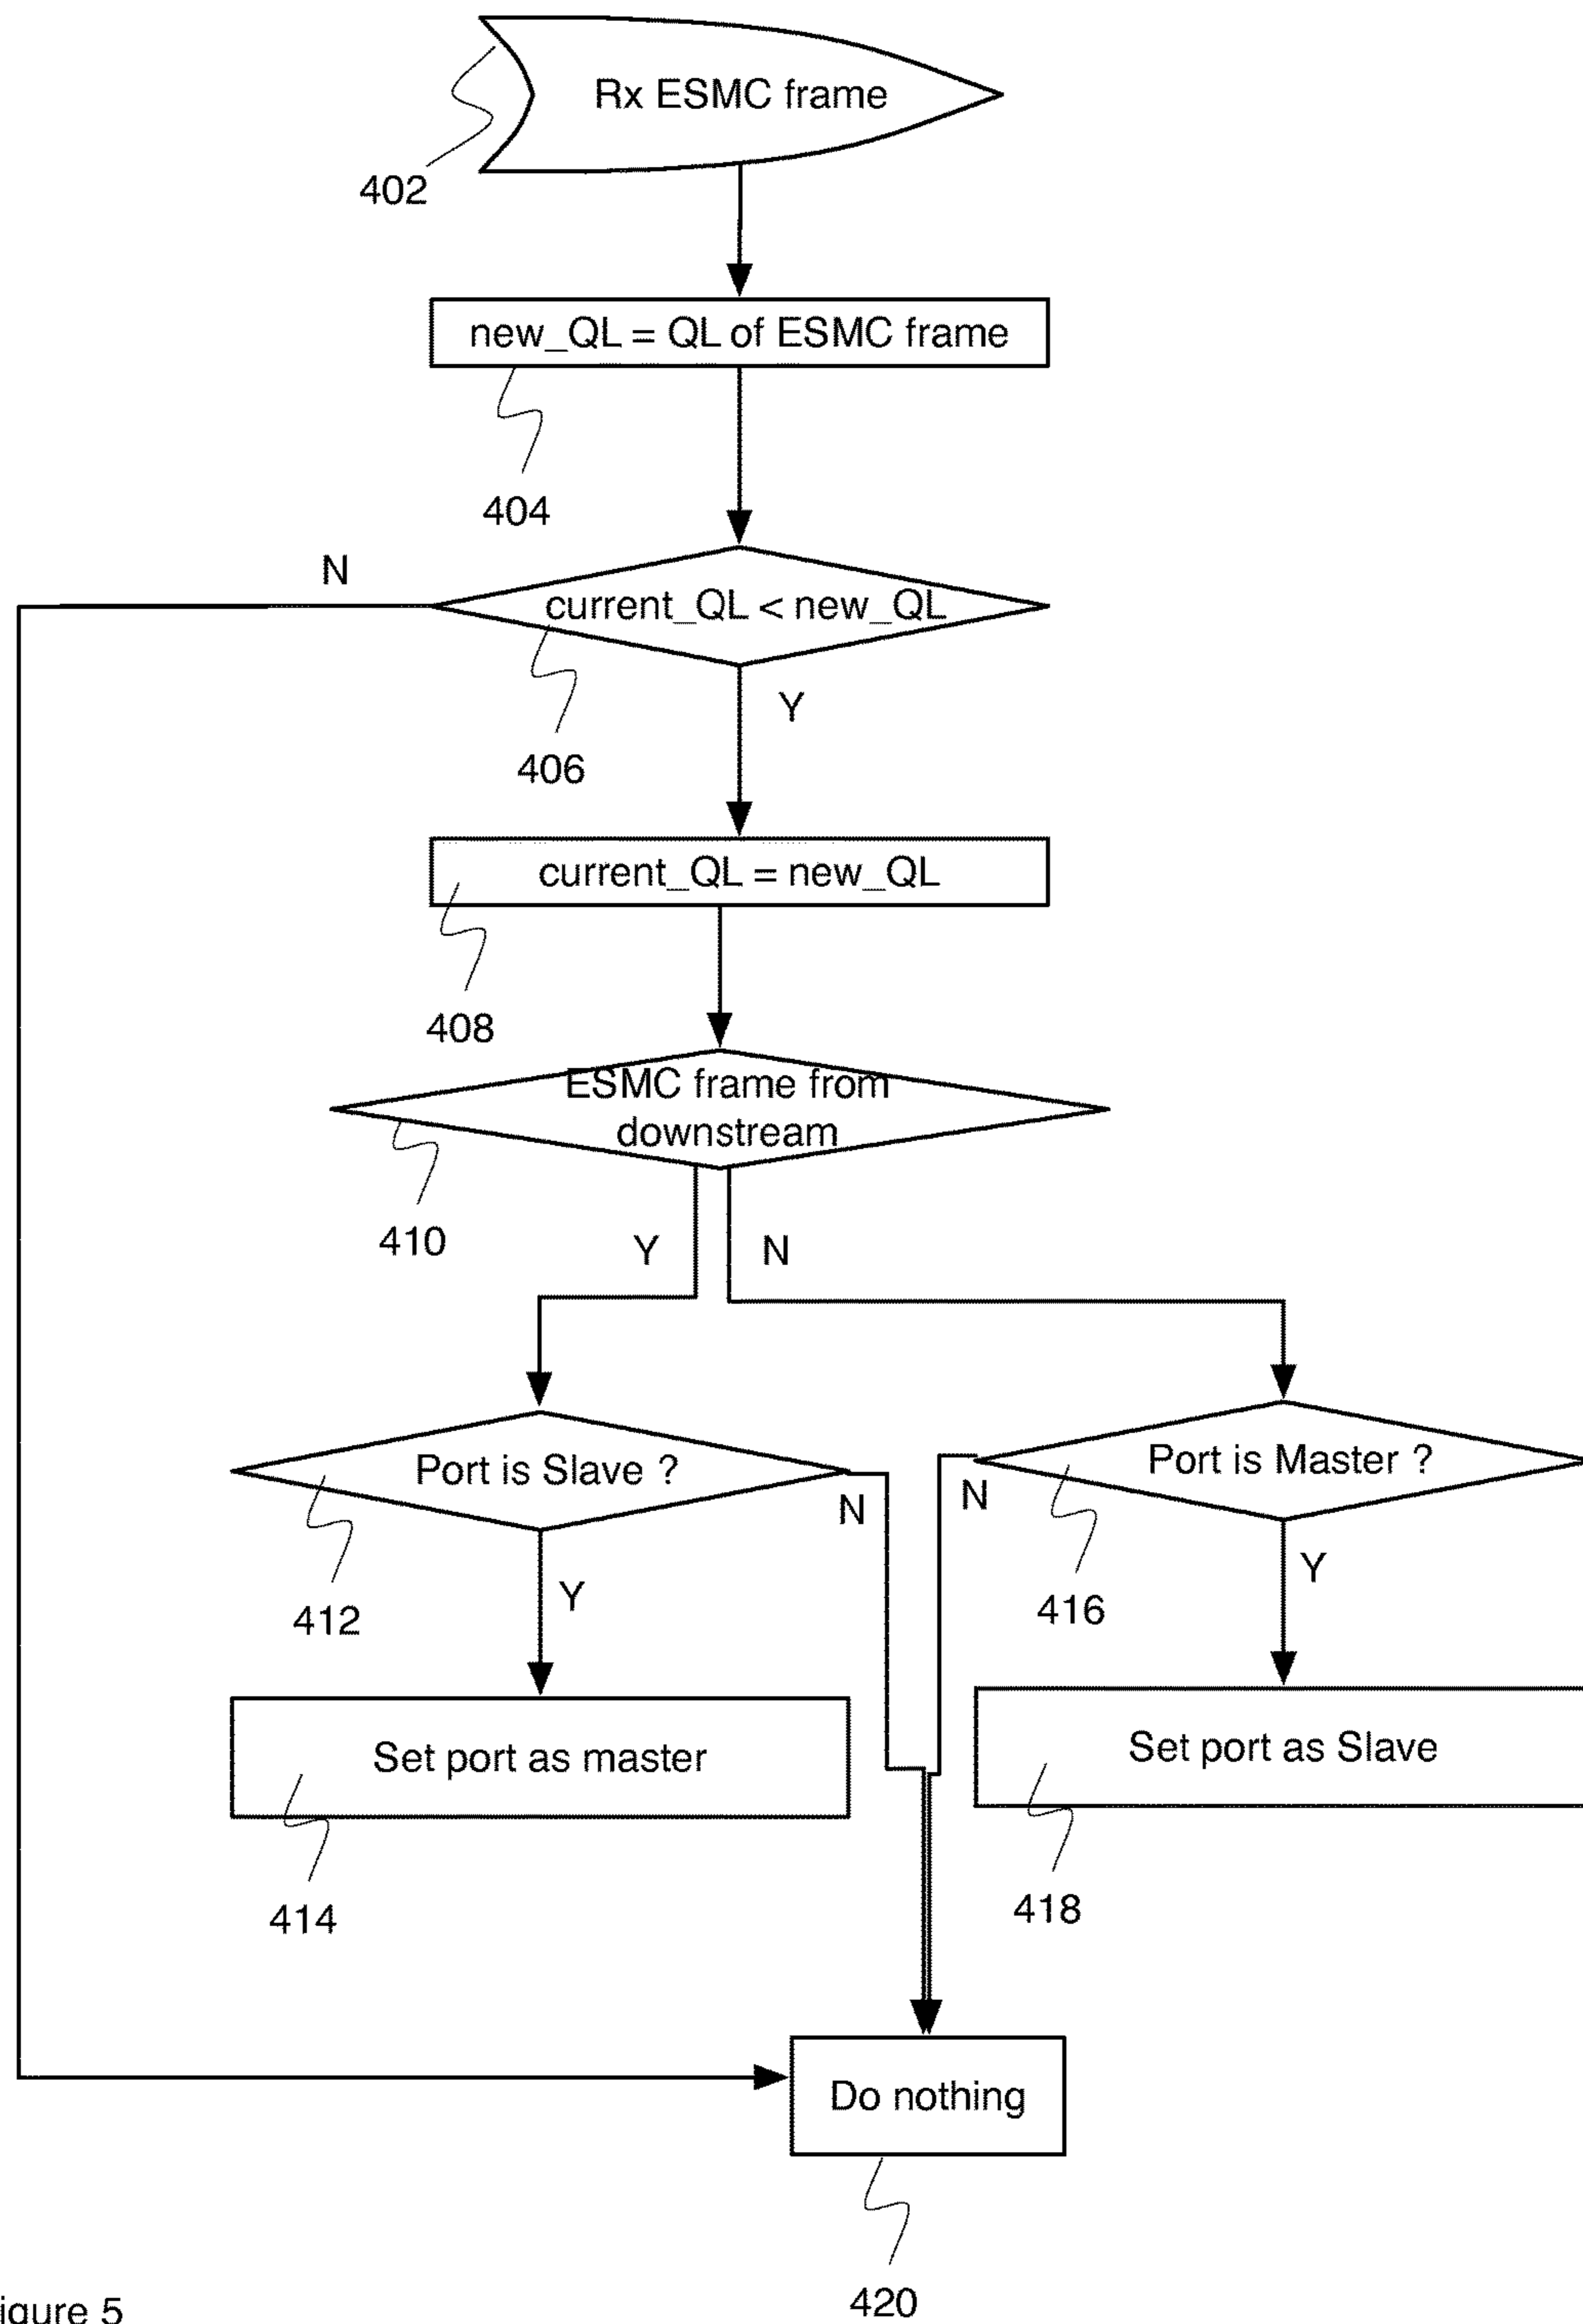 Rx ESMC frame
402
new_QL = QL of ESMC frame
404
N
current_QL < new_QL
Y
406
current_QL = new_QL
408
ESMC frame from
downstream
410
Y
N
Port is Slave ?
Port is Master ?
N
N
Y
Y
412
416
Set port as master
Set port as Slave
414
418
Do nothing
420
igure 5